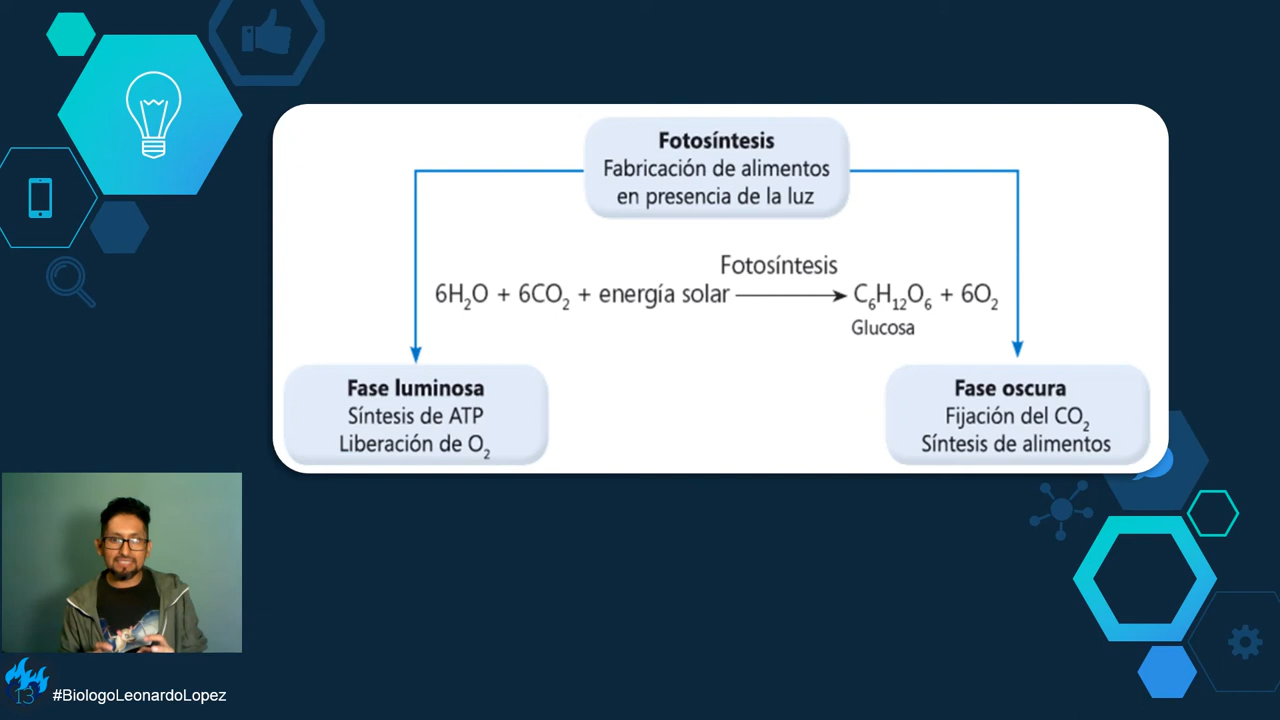 Fotosíntesis
Fabricación de alimentos
en presencia de la luz
Fotosíntesis
6H₂O + 6CO₂ + energía solar ⟶ C₆H₁₂O₆ + 6O₂
Glucosa
Fase luminosa
Síntesis de ATP
Liberación de O₂
Fase oscura
Fijación del CO₂
Síntesis de alimentos
13
#BiologoLeonardoLopez